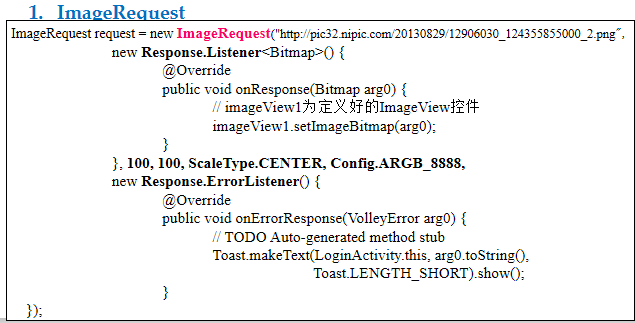 1. ImageRequest
ImageRequest request = new ImageRequest("http://pic32.nipic.com/20130829/12906030_124355855000_2.png",
new Response.Listener<Bitmap>() {
@Override
public void onResponse(Bitmap arg0) {
// imageView1为定义好的ImageView控件
imageView1.setImageBitmap(arg0);
}
}, 100, 100, ScaleType.CENTER, Config.ARGB_8888,
new Response.ErrorListener() {
@Override
public void onErrorResponse(VolleyError arg0) {
// TODO Auto-generated method stub
Toast.makeText(LoginActivity.this, arg0.toString(),
Toast.LENGTH_SHORT).show();
}
});